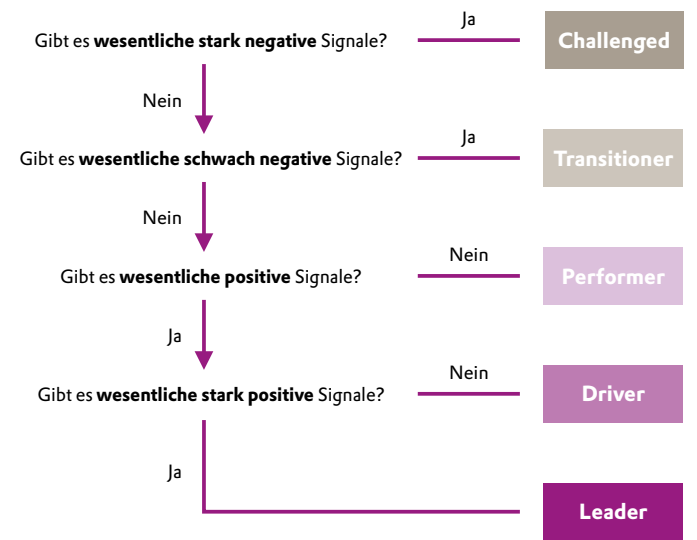 Ja
Gibt es wesentliche stark negative Signale?
Challenged
Nein
Ja
Gibt es wesentliche schwach negative Signale?
Transitioner
Nein
Nein
Gibt es wesentliche positive Signale?
Performer
Ja
Nein
Gibt es wesentliche stark positive Signale?
Driver
Ja
Leader